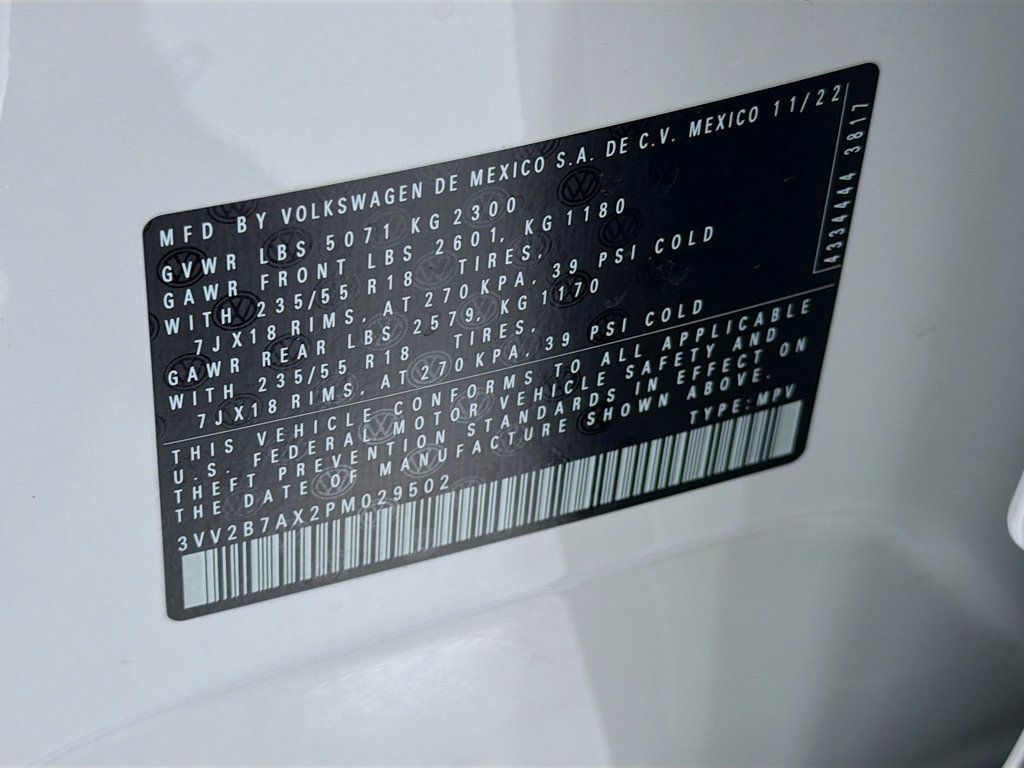 MFD BY VOLKSWAGEN DE MEXICO S.A. DE C.V. MEXICO 11/22
GVWR LBS 5071 KG 2300
GAWR FRONT LBS 2601, KG 1180
WITH 235/55 R18 TIRES,
7JX18 RIMS, AT 270KPA, 39 PSI COLD
GAWR REAR LBS 2579, KG 1170
WITH 235/55 R18 TIRES,
7JX18 RIMS, AT 270KPA, 39 PSI COLD
THIS VEHICLE CONFORMS TO ALL APPLICABLE
U.S. FEDERAL MOTOR VEHICLE SAFETY AND
THEFT PREVENTION STANDARDS IN EFFECT ON
THE DATE OF MANUFACTURE SHOWN ABOVE.
3VV2B7AX2PM029502 TYPE:MPV
4334444 3817